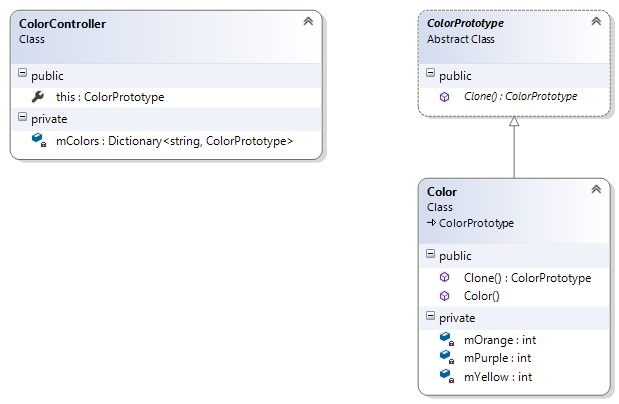 ColorController
Class
public
this : ColorPrototype
private
mColors : Dictionary<string, ColorPrototype>
ColorPrototype
Abstract Class
public
Clone() : ColorPrototype
Color
Class
ColorPrototype
public
Clone() : ColorPrototype
Color()
private
mOrange : int
mPurple : int
mYellow : int